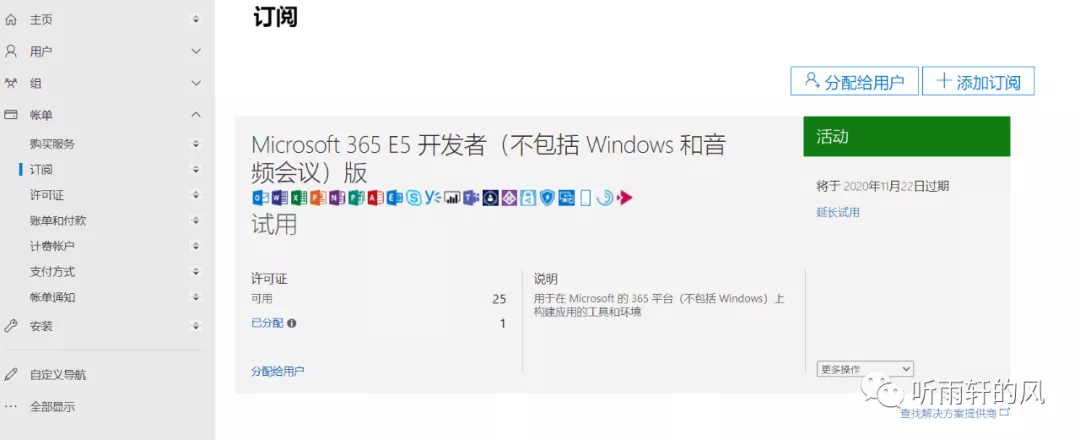 订阅
主页
用户
组
帐单
购买服务
订阅
许可证
账单和付款
计费帐户
支付方式
帐单通知
安装
自定义导航
全部显示
分配给用户
添加订阅
Microsoft 365 E5 开发者（不包括 Windows 和音
频会议）版
试用
许可证
可用 25
已分配 1
分配给用户
说明
用于在 Microsoft 的 365 平台（不包括 Windows）上
构建应用的工具和环境
活动
将于 2020年11月22日过期
延长试用
更多操作
听雨轩的风
查找解决方案提供商